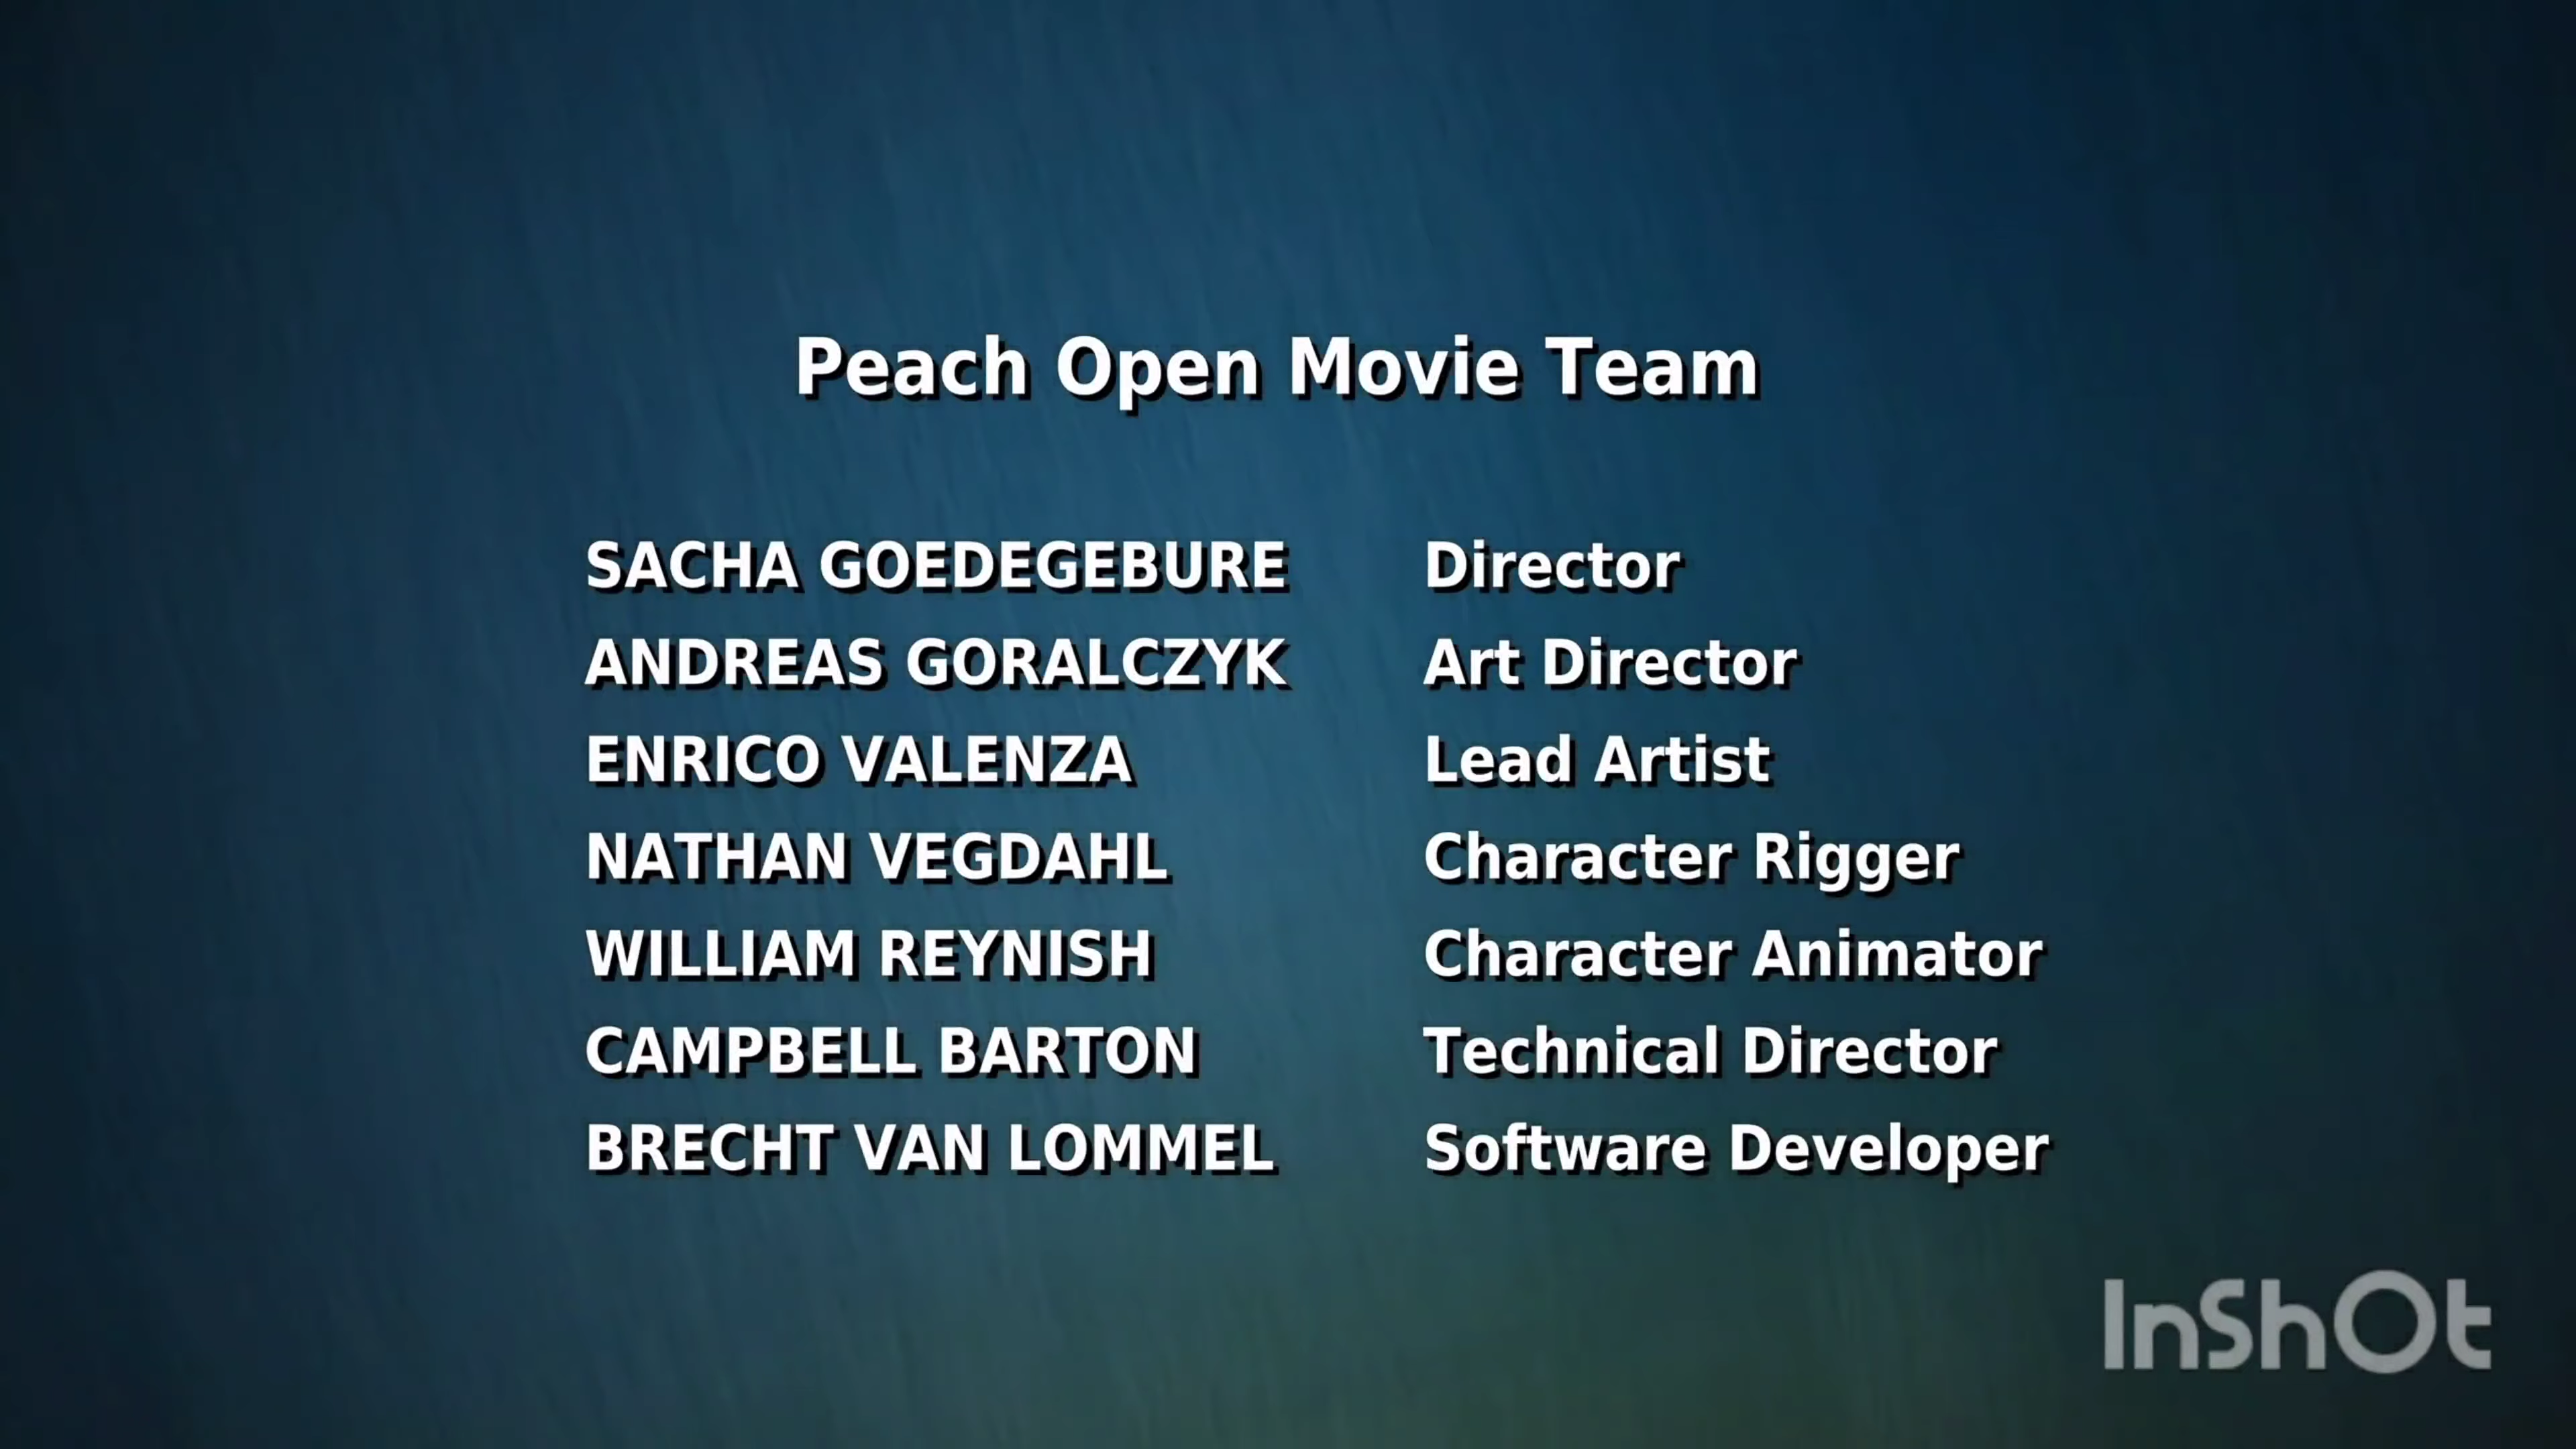 Peach Open Movie Team
SACHA GOEDEGEBURE Director
ANDREAS GORALCZYK Art Director
ENRICO VALENZA Lead Artist
NATHAN VEGDAHL Character Rigger
WILLIAM REYNISH Character Animator
CAMPBELL BARTON Technical Director
BRECHT VAN LOMMEL Software Developer
InShOt